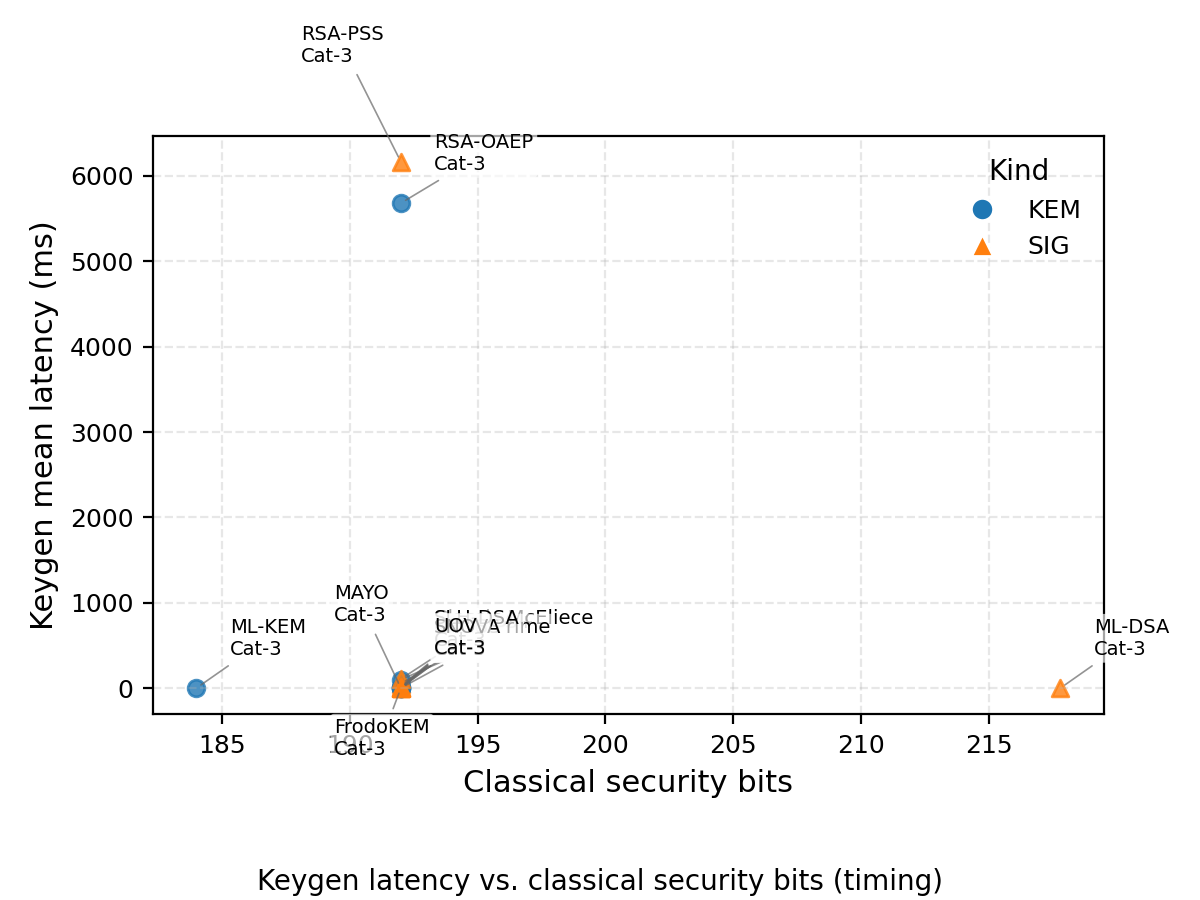 RSA-PSS
Cat-3
RSA-OAEP
Cat-3
Kind
KEM
SIG
6000
5000
4000
3000
2000
1000
0
Keygen mean latency (ms)
MAYO
Cat-3
ML-KEM
Cat-3
UOV
Cat-3
ML-DSA
Cat-3
FrodoKEM
Cat-3
185
190
195
200
205
210
215
Classical security bits
Keygen latency vs. classical security bits (timing)